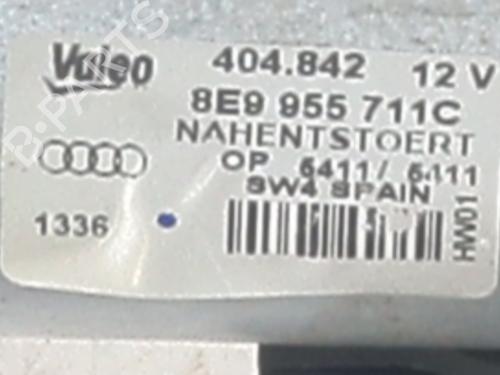 Valeo 404.842 12 V
8E9 955 711C
NAHENTSTOERT
OP 5411/ 5411
SW4 SPAIN
1336
HW01
B-PARTS